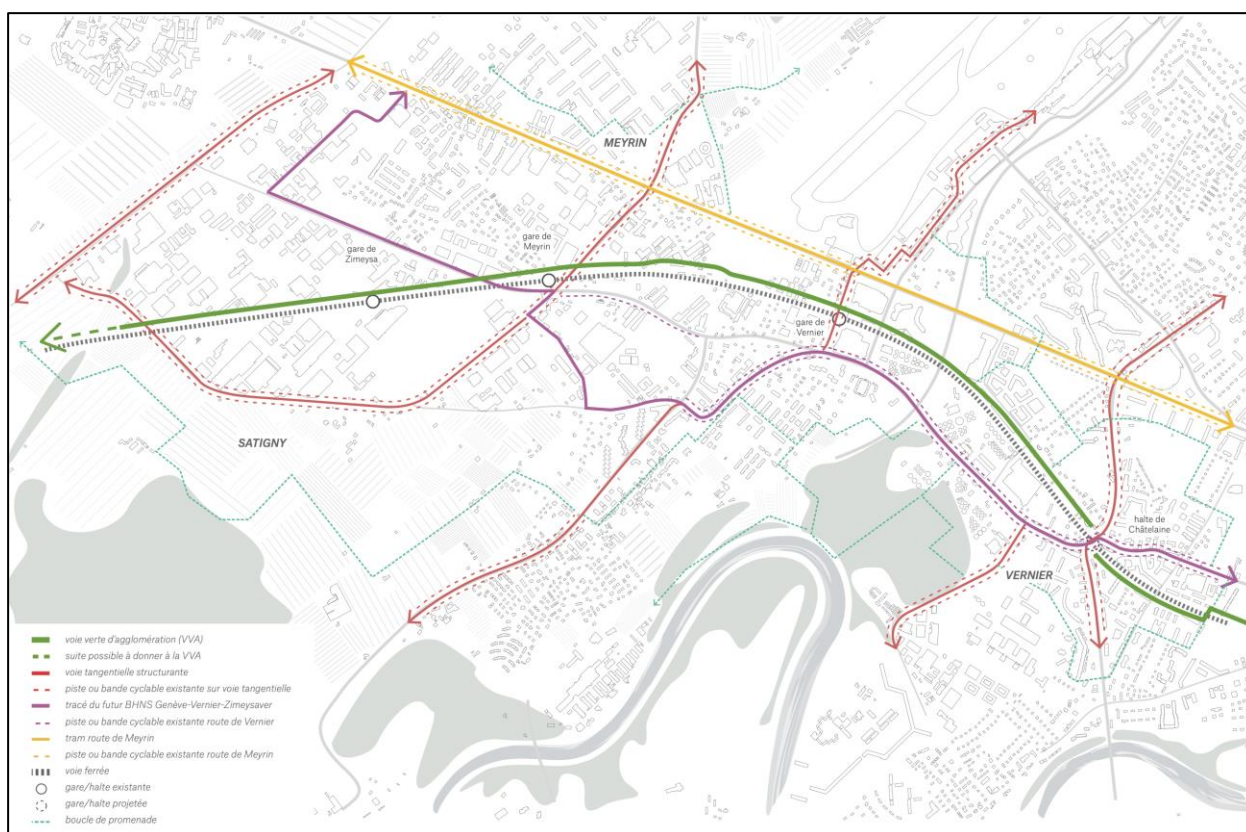 MEYRIN
gare de
Zimeysa
gare de
Meyrin
gare de
Vernier
SATIGNY
halte de
Châtelaine
VERNIER
voie verte d'agglomération (VVA)
suite possible à donner à la VVA
voie tangentielle structurante
piste ou bande cyclable existante sur voie tangentielle
tracé du futur BHNS Genève-Vernier-Zimeysaver
piste ou bande cyclable existante route de Vernier
tram route de Meyrin
piste ou bande cyclable existante route de Meyrin
voie ferrée
gare/halte existante
gare/halte projetée
boucle de promenade